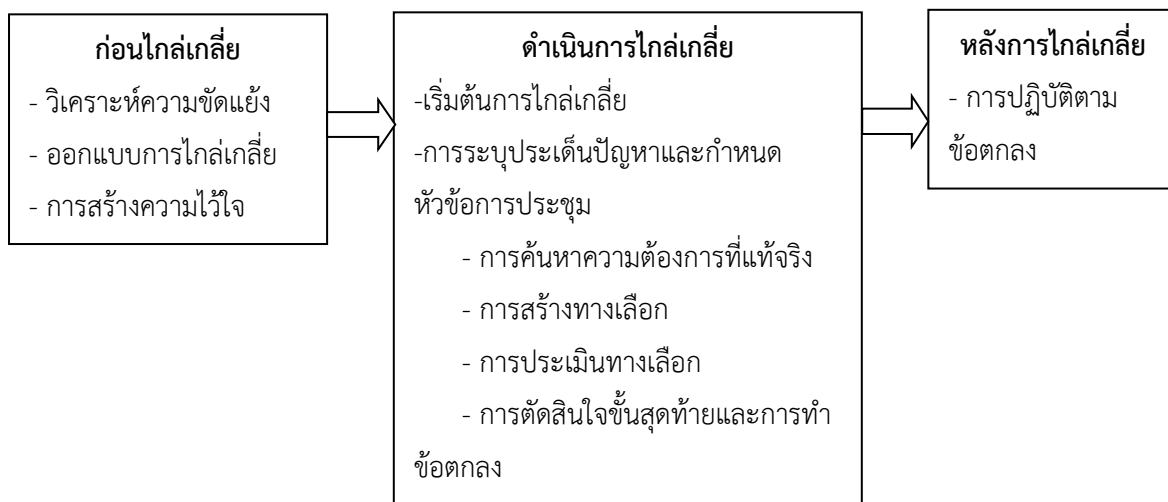 ก่อนไกล่เกลี่ย
- วิเคราะห์ความขัดแย้ง
- ออกแบบการไกล่เกลี่ย
- การสร้างความไว้ใจ
ดำเนินการไกล่เกลี่ย
-เริ่มต้นการไกล่เกลี่ย
-การระบุประเด็นปัญหาและกำหนด
หัวข้อการประชุม
- การค้นหาความต้องการที่แท้จริง
- การสร้างทางเลือก
- การประเมินทางเลือก
- การตัดสินใจขั้นสุดท้ายและการทำ
ข้อตกลง
หลังการไกล่เกลี่ย
- การปฏิบัติตาม
ข้อตกลง